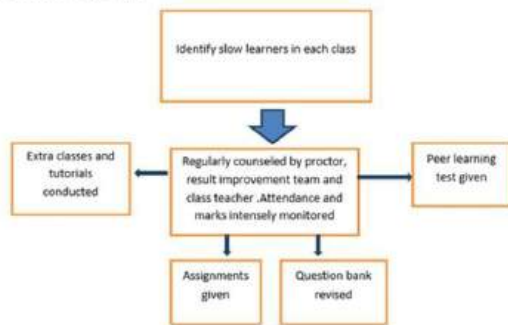 Identify slow learners in each class
Extra classes and
tutorials
conducted
Regularly counseled by proctor,
result improvement team and
class teacher .Attendance and
marks intensely monitored
Peer learning
test given
Assignments
given
Question bank
revised